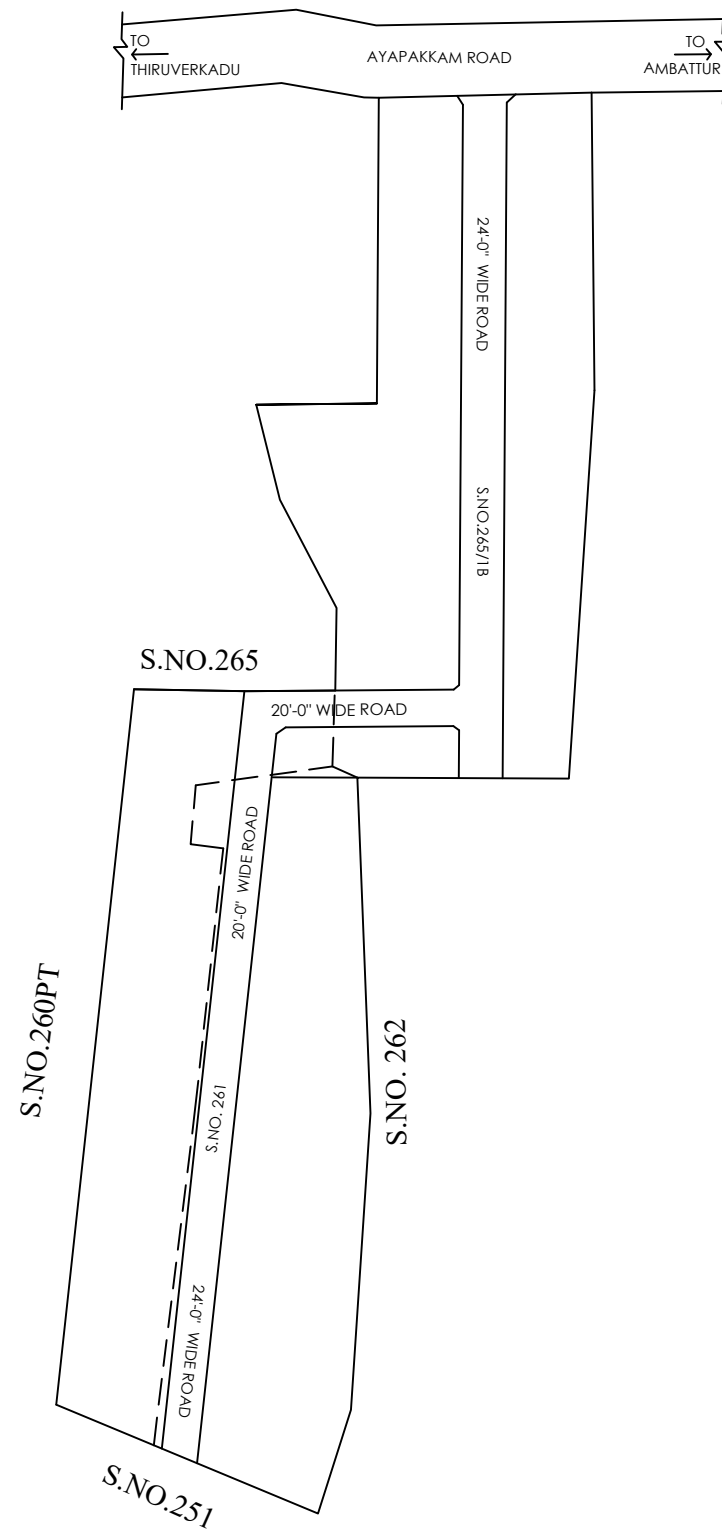 TO
THIRUVERKADU
AYAPAKKAM ROAD
TO
AMBATTUR
24'-0" WIDE ROAD
S.NO.265/1B
S.NO.265
20'-0" WIDE ROAD
20'-0" WIDE ROAD
S.NO.260PT
S.NO. 262
S.NO. 261
24'-0" WIDE ROAD
S.NO.251